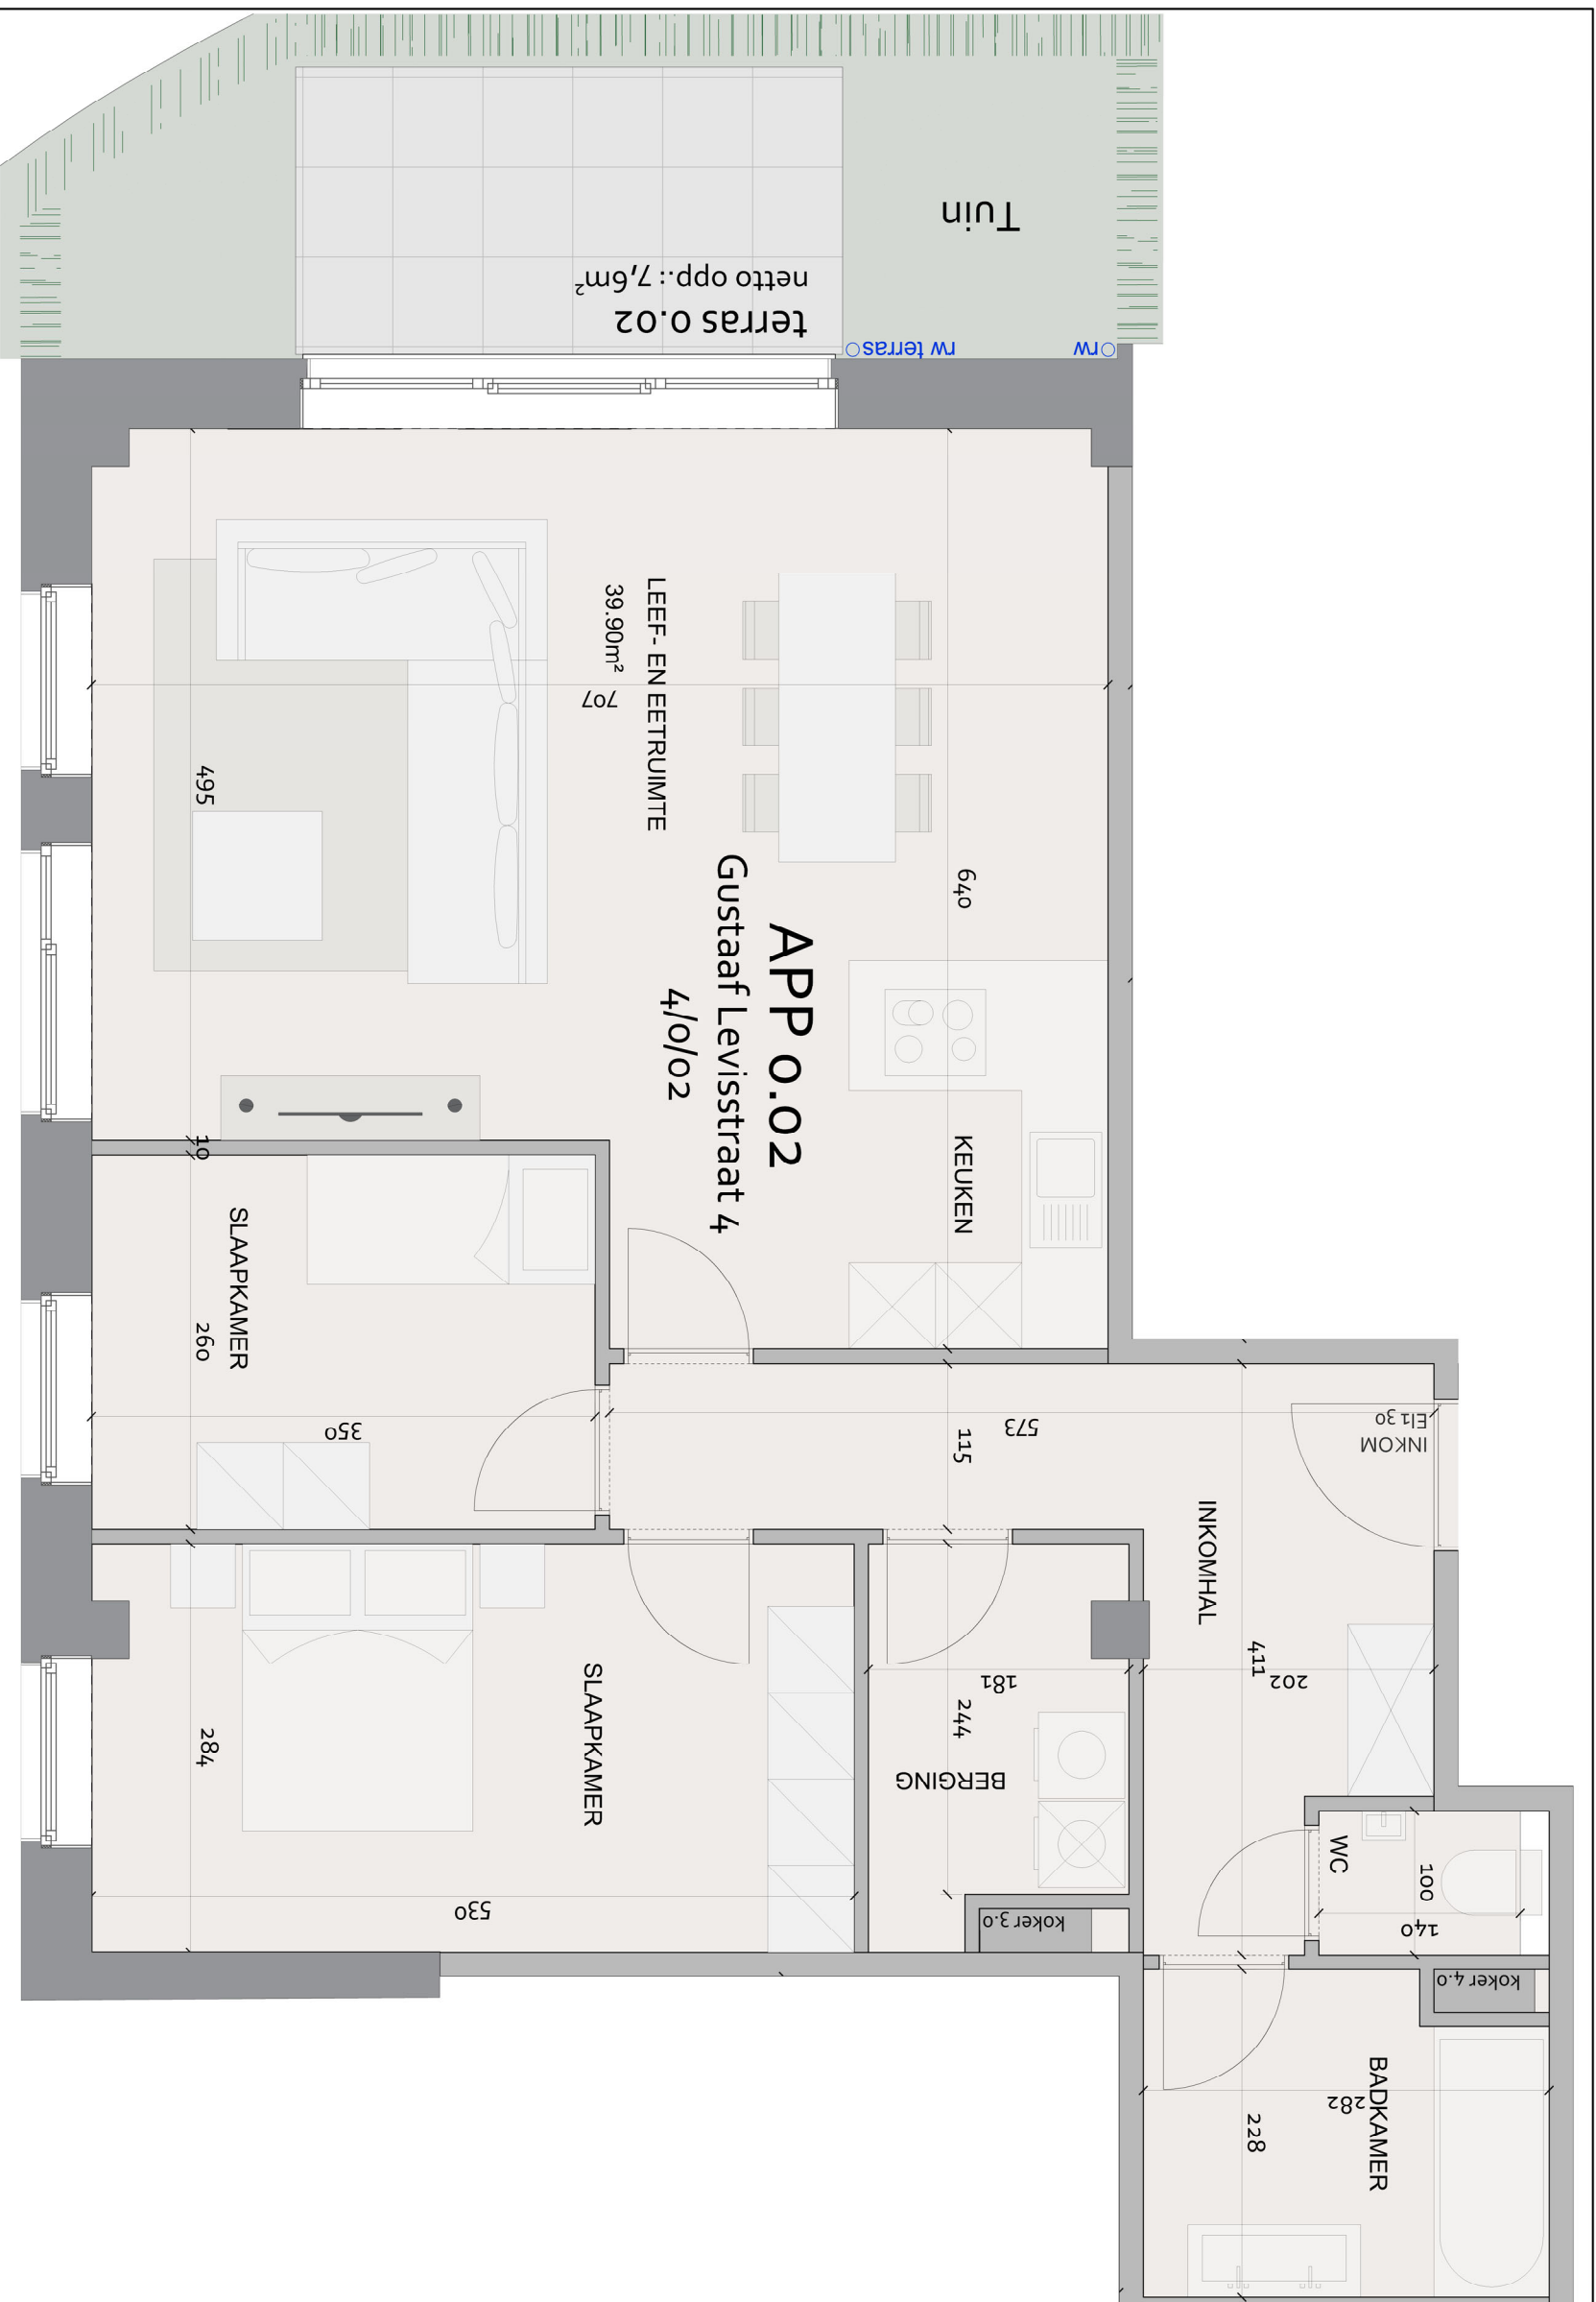 Tuin
terras 0.02
netto opp.: 7,6m²
rw terras
rw
LEEF- EN EETRUIMTE
39.90m²
707
495
640
APP 0.02
Gustaaf Levisstraat 4
4/0/02
KEUKEN
10
SLAAPKAMER
260
350
573
115
INKOM
EI1 30
INKOMHAL
411
202
SLAAPKAMER
284
530
181
244
BERGING
koker 3.0
WC
100
140
koker 4.0
BADKAMER
282
228